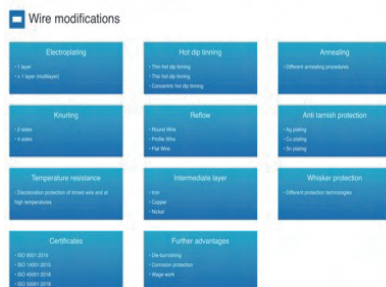 Wire modifications
Electroplating
• 1 layer
• > 1 layer (multilayer)
Hot dip tinning
• Thin hot dip tinning
• Thic hot dip tinning
• Concentric hot dip tinning
Annealing
• Different annealing procedures
Knurling
• 2-sides
• 4-sides
Reflow
• Round Wire
• Profile Wire
• Flat Wire
Anti tarnish protection
• Ag plating
• Cu plating
• Sn plating
Temperature resistance
• Discoloration protection of tinned wire and at
high temperatures
Intermediate layer
• Iron
• Copper
• Nickel
Whisker protection
• Different protection technologies
Certificates
• ISO 9001:2015
• ISO 14001:2015
• ISO 45001:2018
• ISO 50001:2018
Further advantages
• Corrosion protection
• Wage work